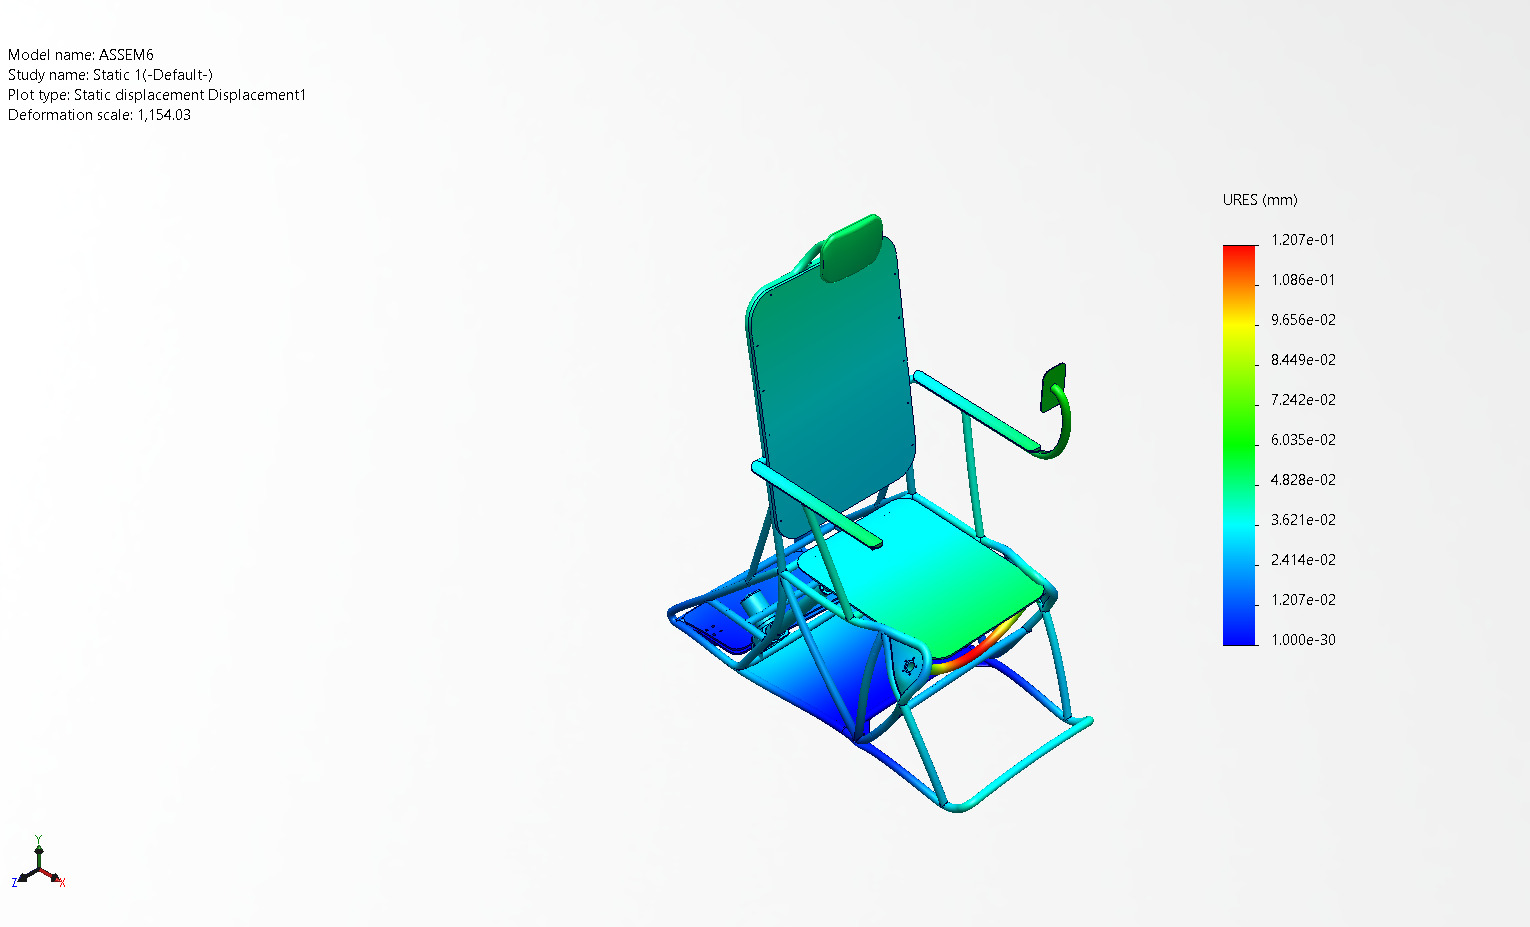 Model name: ASSEM6
Study name: Static 1(-Default-)
Plot type: Static displacement Displacement1
Deformation scale: 1,154.03
URES (mm)
1.207e-01
1.086e-01
9.656e-02
8.449e-02
7.242e-02
6.035e-02
4.828e-02
3.621e-02
2.414e-02
1.207e-02
1.000e-30
Y
Z
X